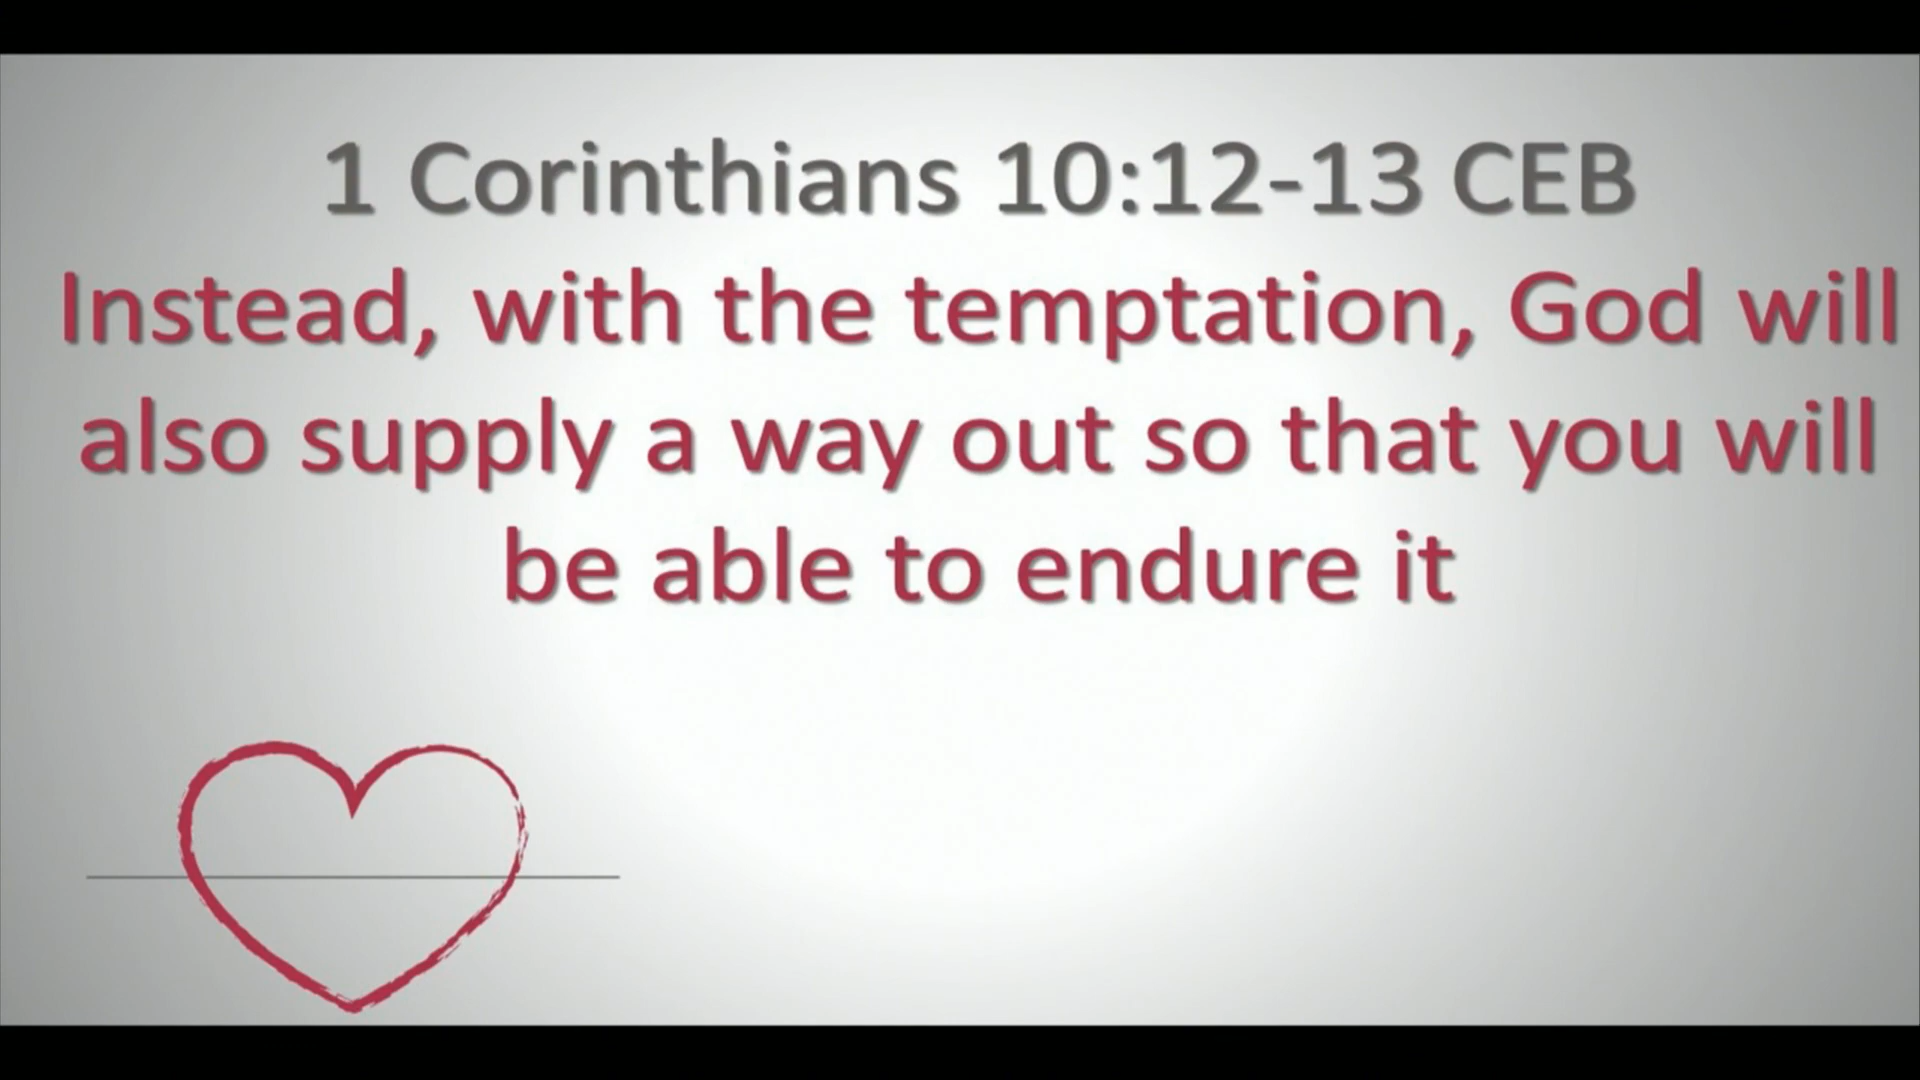 1 Corinthians 10:12-13 CEB
Instead, with the temptation, God will
also supply a way out so that you will
be able to endure it